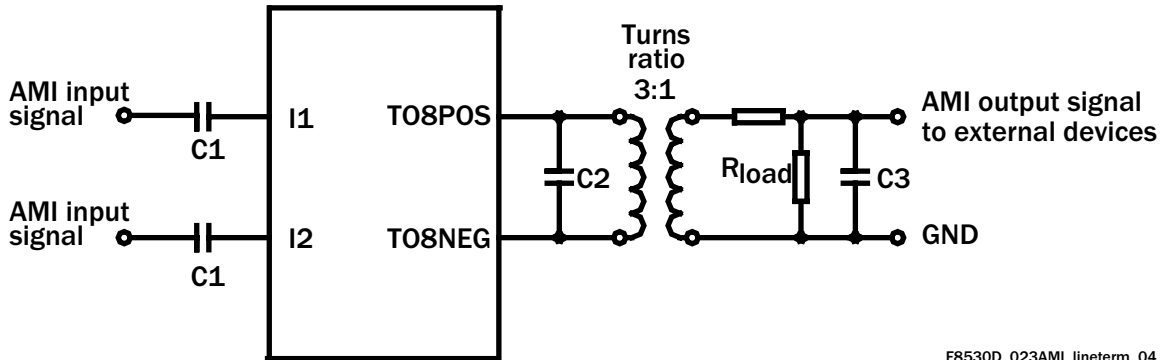 Turns
ratio
3:1
AMI input
signal
C1
I1
TO8POS
C2
Rload
C3
AMI output signal
to external devices
AMI input
signal
C1
I2
TO8NEG
GND
F8530D_023AMI_lineterm_04